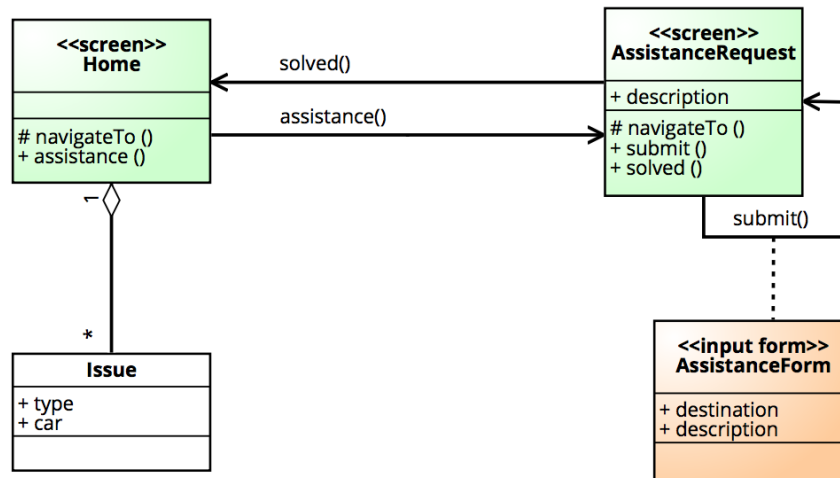 <<screen>>
Home
# navigateTo ()
+ assistance ()
solved()
assistance()
<<screen>>
AssistanceRequest
+ description
# navigateTo ()
+ submit ()
+ solved ()
submit()
1
*
Issue
+ type
+ car
<<input form>>
AssistanceForm
+ destination
+ description